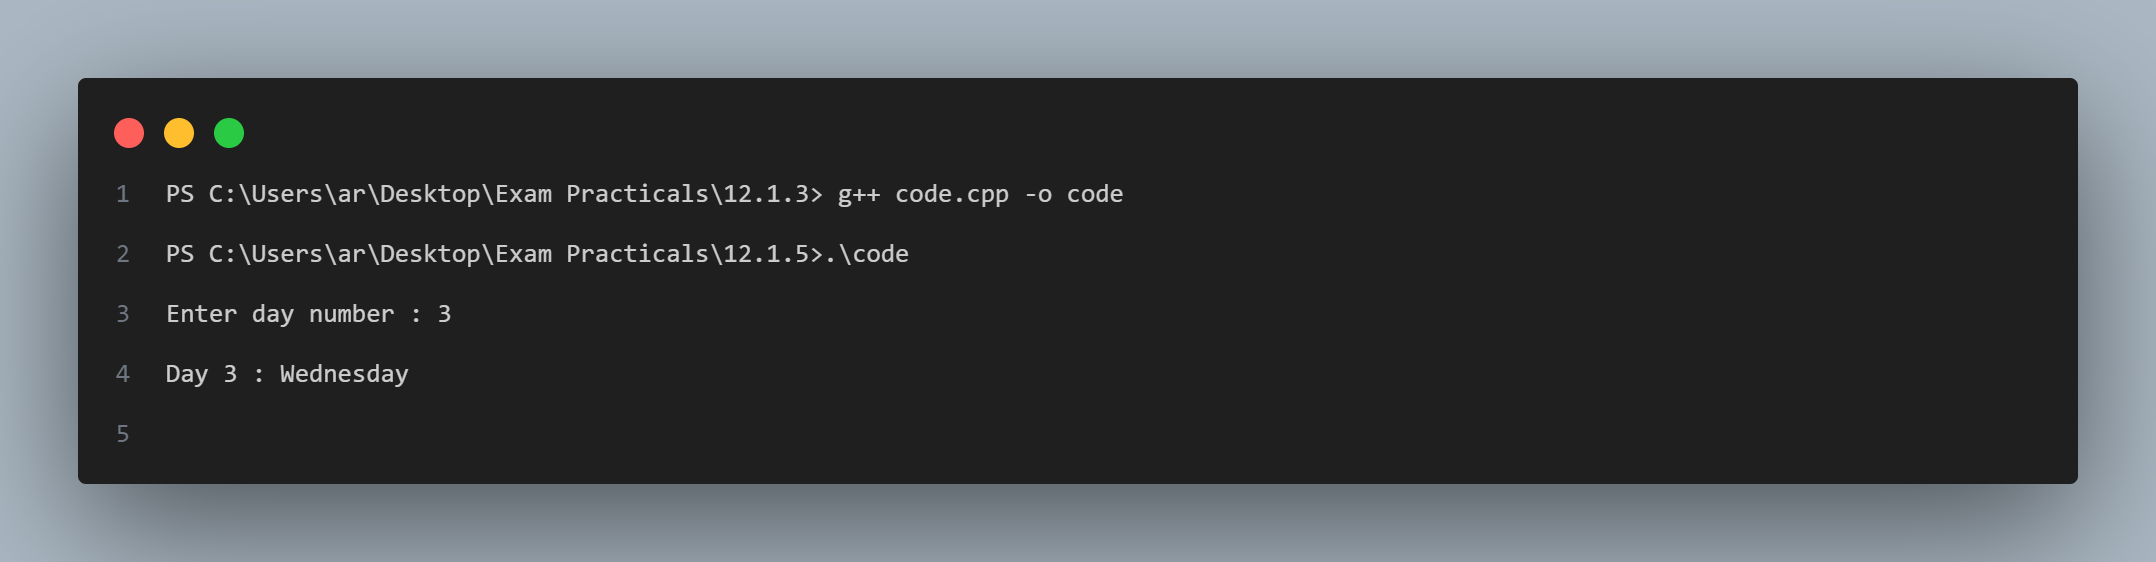 1 PS C:\Users\ar\Desktop\Exam Practicals\12.1.3> g++ code.cpp -o code
2 PS C:\Users\ar\Desktop\Exam Practicals\12.1.5>.\code
3 Enter day number : 3
4 Day 3 : Wednesday
5